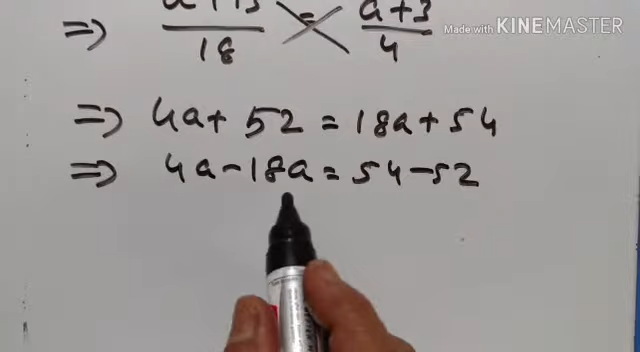 Made with KINEMASTER
⇒ a+13/18 = a+3/4
⇒ 4a+52=18a+54
⇒ 4a-18a=54-52